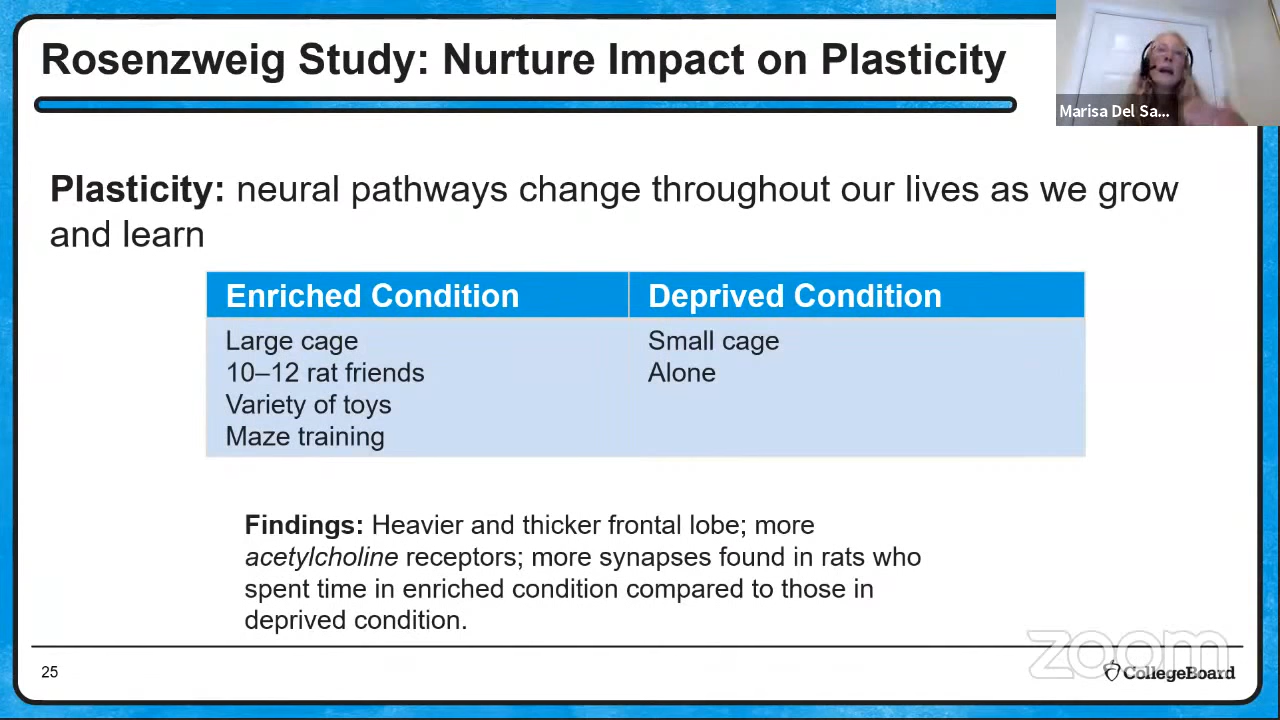 Rosenzweig Study: Nurture Impact on Plasticity
Marisa Del Sa...
Plasticity: neural pathways change throughout our lives as we grow
and learn
Enriched Condition
Deprived Condition
Large cage
10–12 rat friends
Variety of toys
Maze training
Small cage
Alone
Findings: Heavier and thicker frontal lobe; more
acetylcholine receptors; more synapses found in rats who
spent time in enriched condition compared to those in
deprived condition.
zoom
25
CollegeBoard